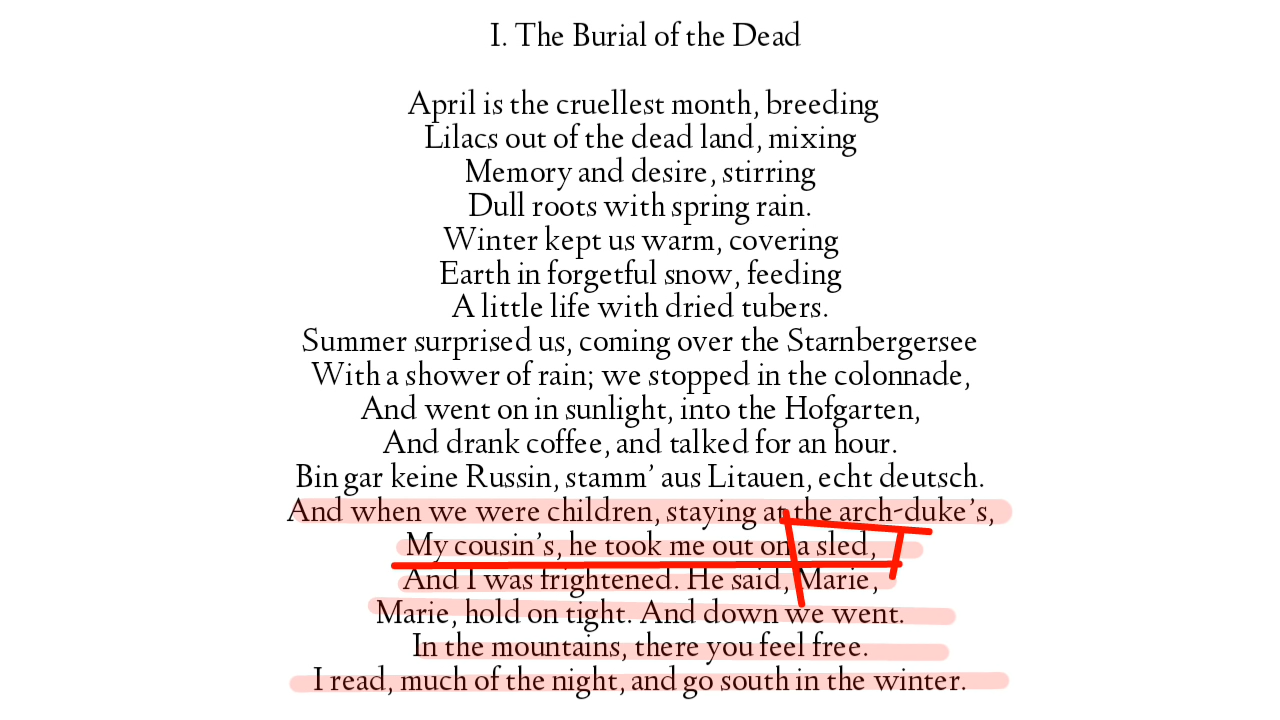 I. The Burial of the Dead
April is the cruellest month, breeding
Lilacs out of the dead land, mixing
Memory and desire, stirring
Dull roots with spring rain.
Winter kept us warm, covering
Earth in forgetful snow, feeding
A little life with dried tubers.
Summer surprised us, coming over the Starnbergersee
With a shower of rain; we stopped in the colonnade,
And went on in sunlight, into the Hofgarten,
And drank coffee, and talked for an hour.
Bin gar keine Russin, stamm’ aus Litauen, echt deutsch.
And when we were children, staying at the arch-duke’s,
My cousin’s, he took me out on a sled,
And I was frightened. He said, Marie,
Marie, hold on tight. And down we went.
In the mountains, there you feel free.
I read, much of the night, and go south in the winter.